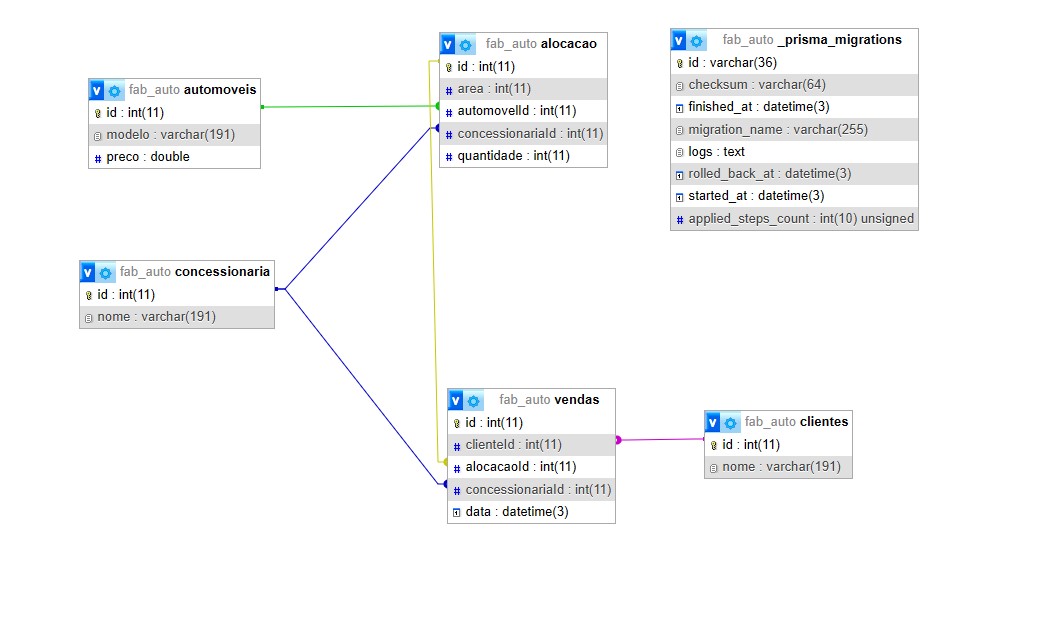 fab_auto automoveis
id : int(11)
modelo : varchar(191)
preco : double
fab_auto alocacao
id : int(11)
area : int(11)
automovelId : int(11)
concessionariaId : int(11)
quantidade : int(11)
fab_auto _prisma_migrations
id : varchar(36)
checksum : varchar(64)
finished_at : datetime(3)
migration_name : varchar(255)
logs : text
rolled_back_at : datetime(3)
started_at : datetime(3)
applied_steps_count : int(10) unsigned
fab_auto concessionaria
id : int(11)
nome : varchar(191)
fab_auto vendas
id : int(11)
clienteId : int(11)
alocacaoId : int(11)
concessionariaId : int(11)
data : datetime(3)
fab_auto clientes
id : int(11)
nome : varchar(191)